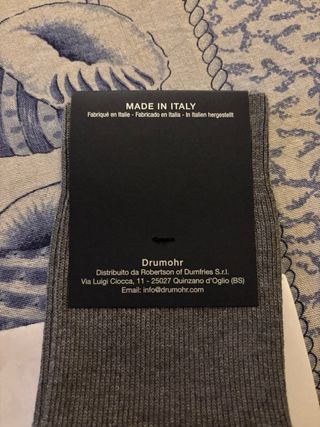 MADE IN ITALY
Fabriqué en Italie - Fabricado en Italia - In Italien hergestellt
Drumohr
Distribuito da Robertson of Dumfries S.r.l.
Via Luigi Ciocca, 11 - 25027 Quinzano d'Oglio (BS)
Email: info@drumohr.com